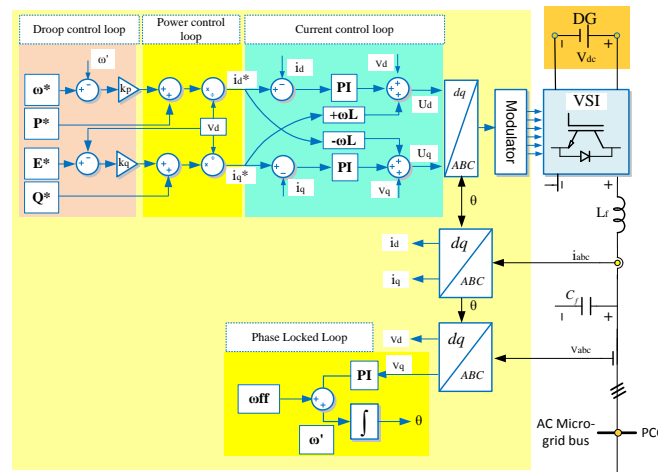 Droop control loop
Power control
loop
Current control loop
DG
Vdc
VSI
Modulator
ω'
ω*
P*
E*
Q*
kp
kq
Vd
id*
iq*
id
iq
PI
PI
+ωL
-ωL
Vd
Vq
Ud
Uq
dq
ABC
θ
Lf
id
iq
dq
ABC
iabc
θ
Cf
Phase Locked Loop
Vd
Vq
dq
ABC
vabc
PI
ωff
ω'
∫
θ
AC Micro-
grid bus